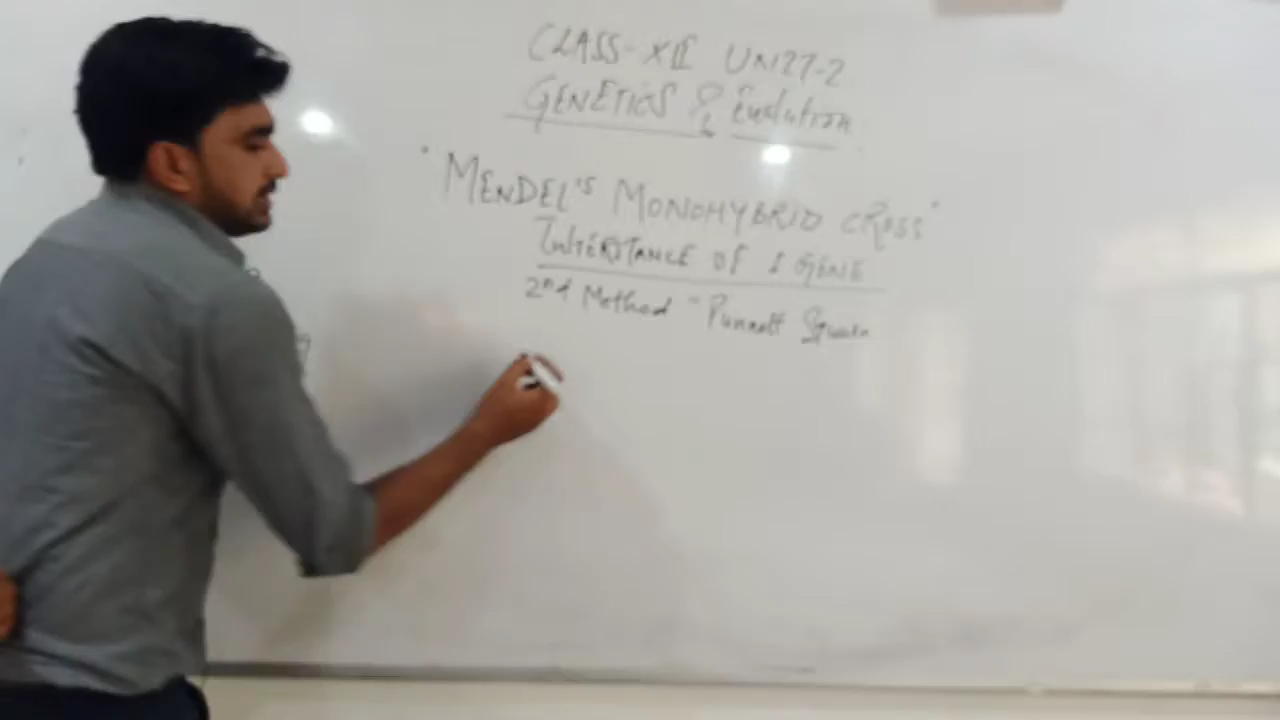 CLASS-XII UNIT-2
GENETICS & Evolution
"MENDEL'S MONOHYBRID CROSS"
INHERITANCE OF 1 GENE
2nd Method - Punnett Square